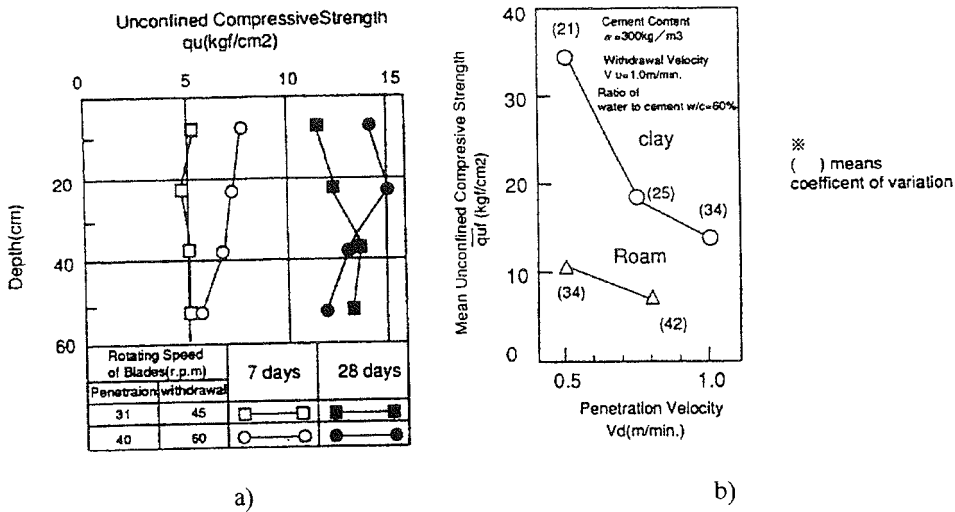 Unconfined CompressiveStrength
qu(kgf/cm2)
0 5 10 15
20
40
60
Depth(cm)
Rotating Speed
of Blades(r.p.m)
7 days
28 days
Penetraion withdrawal
31 45
40 60
a)
Mean Unconfined Compressive Strength
quf (kgf/cm2)
40
30
20
10
0
(21)
Cement Content
=300kg/m3
Withdrawal Velocity
V u=1.0m/min.
Ratio of
water to cement w/c=60%
clay
(25)
(34)
Roam
(34)
(42)
0.5 1.0
Penetration Velocity
Vd(m/min.)
b)
※
( ) means
coefficent of variation